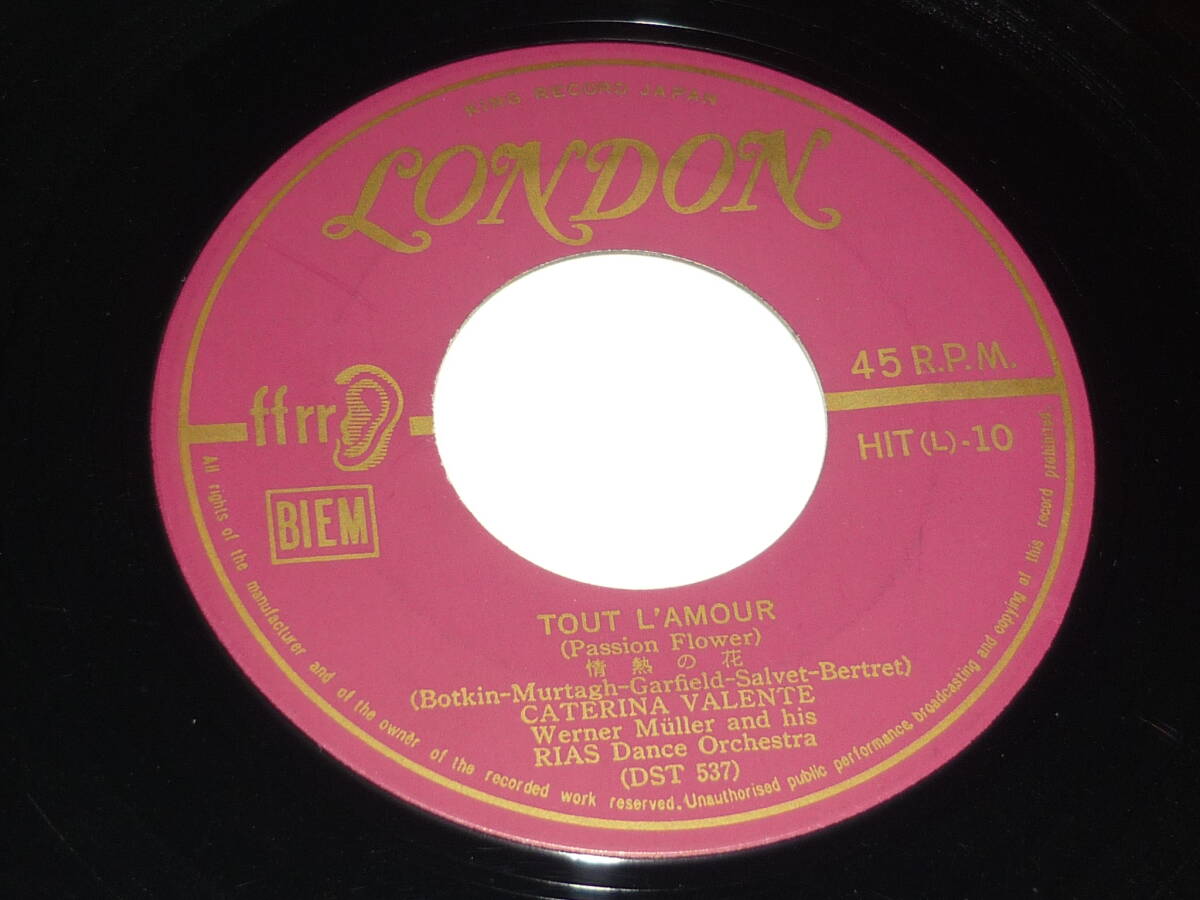 KING RECORD JAPAN
LONDON
ffrr
45 R.P.M.
HIT(L)-10
BIEM
TOUT L'AMOUR
(Passion Flower)
情熱の花
(Botkin-Murtagh-Garfield-Salvet-Bertret)
CATERINA VALENTE
Werner Müller and his
RIAS Dance Orchestra
(DST 537)
All rights of the manufacturer and of the owner of the recorded work reserved. Unauthorised public performance, broadcasting and copying of this record prohibited.